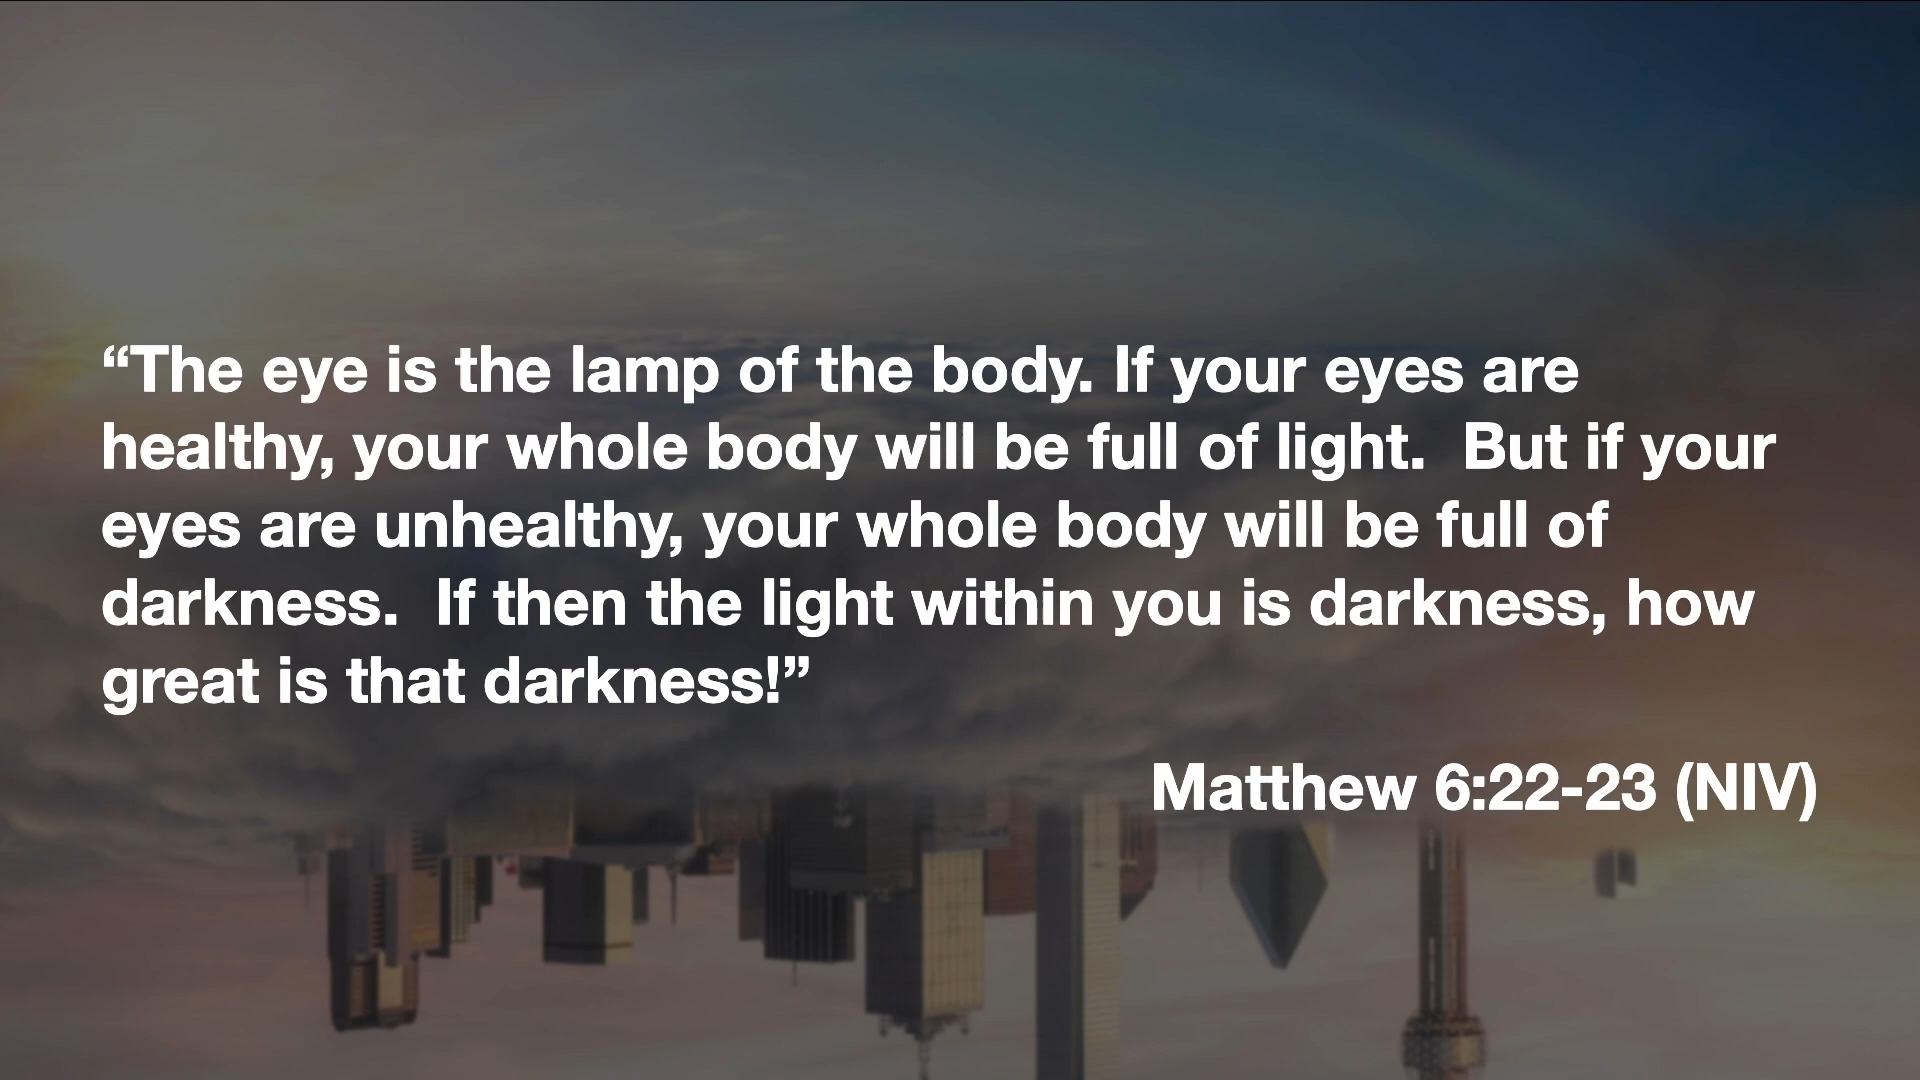 “The eye is the lamp of the body. If your eyes are
healthy, your whole body will be full of light.  But if your
eyes are unhealthy, your whole body will be full of
darkness.  If then the light within you is darkness, how
great is that darkness!”
Matthew 6:22-23 (NIV)